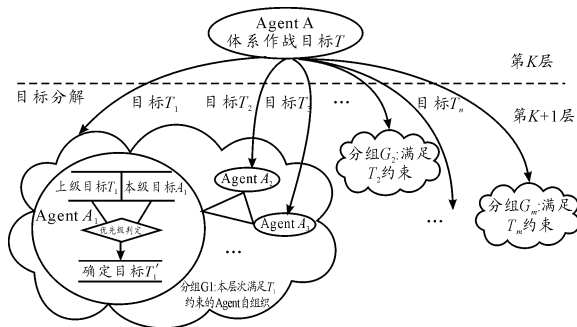 Agent A
体系作战目标T
第K层
目标分解
目标T₁
目标T₂
目标T₃
...
目标Tₙ
第K+1层
上级目标T₁
本级目标A₁
Agent A₁
优先级判定
确定目标T₁′
Agent A₂
Agent A₃
...
分组G1:本层次满足T₁
约束的Agent自组织
分组G₂:满足
T₂约束
...
分组Gₘ:满足
Tₘ约束